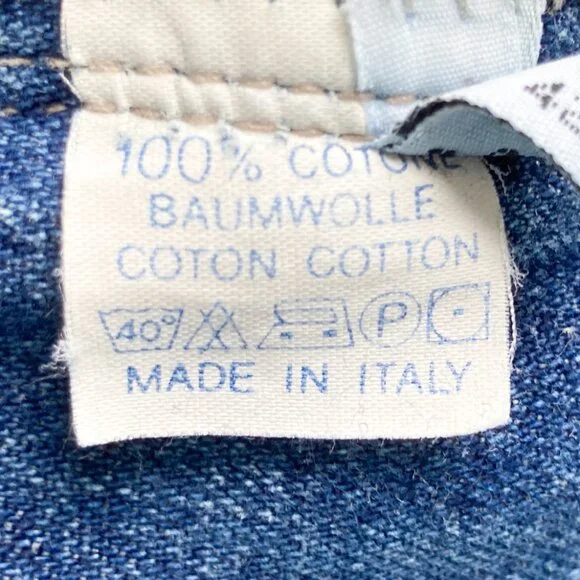 100% COTONE
BAUMWOLLE
COTON COTTON
40° P
MADE IN ITALY